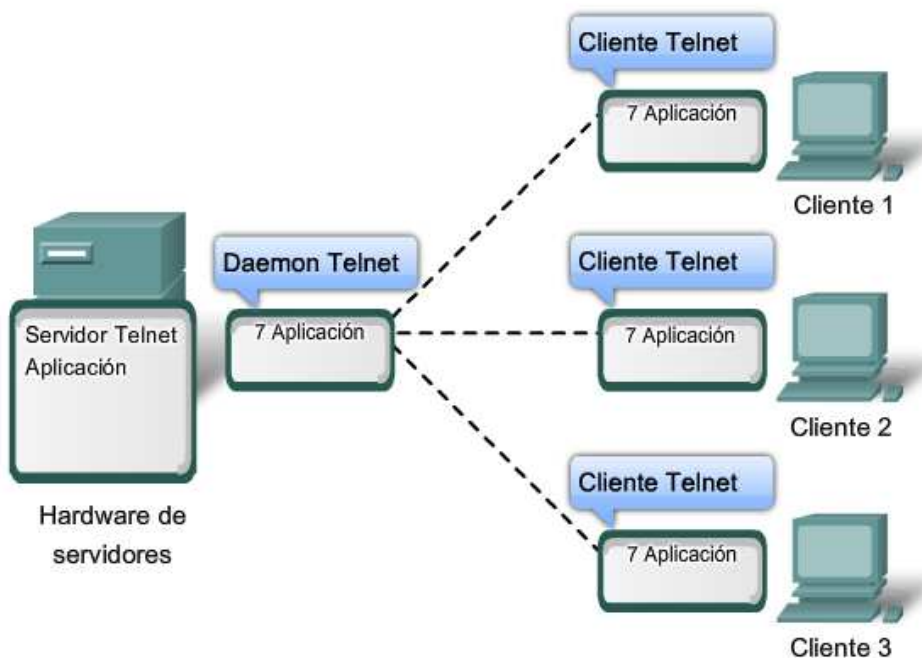 Cliente Telnet
7 Aplicación
Cliente 1
Daemon Telnet
7 Aplicación
Servidor Telnet
Aplicación
Hardware de
servidores
Cliente Telnet
7 Aplicación
Cliente 2
Cliente Telnet
7 Aplicación
Cliente 3